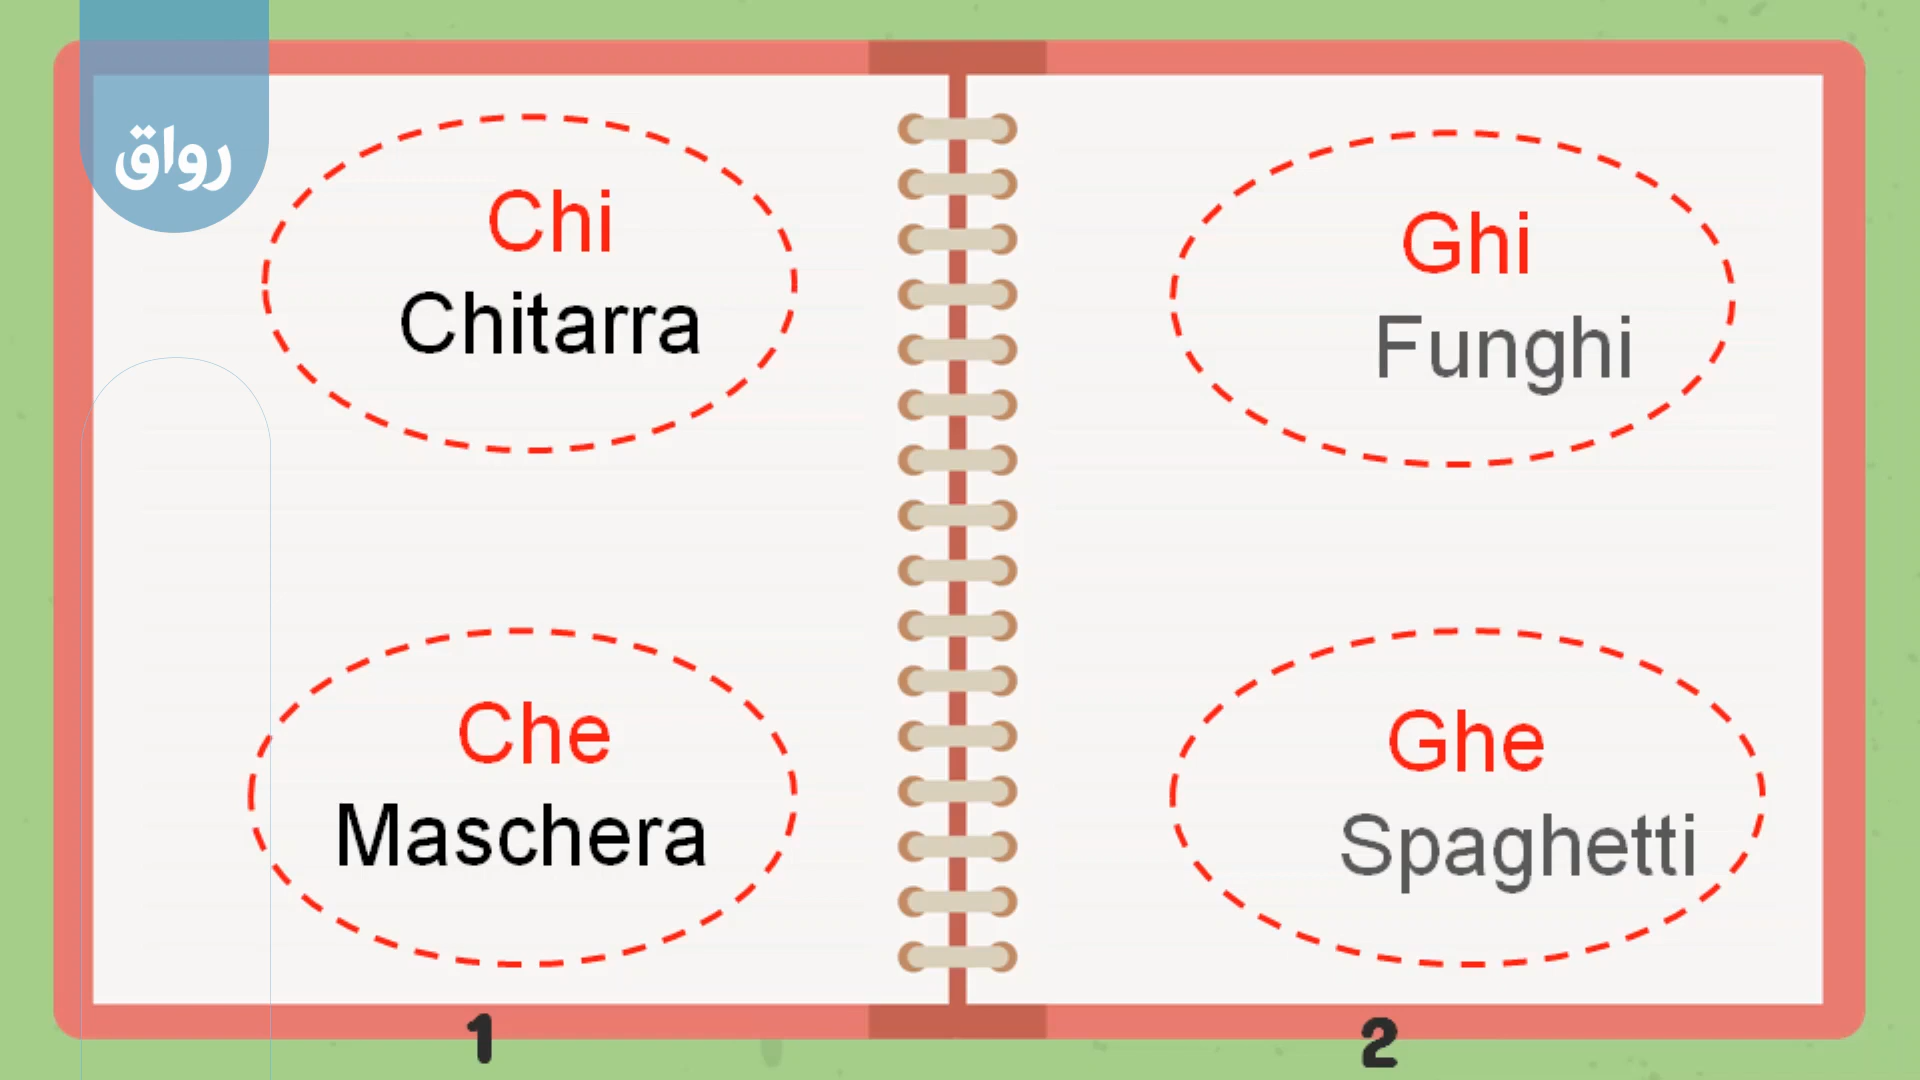 رواق
Chi
Chitarra
Che
Maschera
1
Ghi
Funghi
Ghe
Spaghetti
2